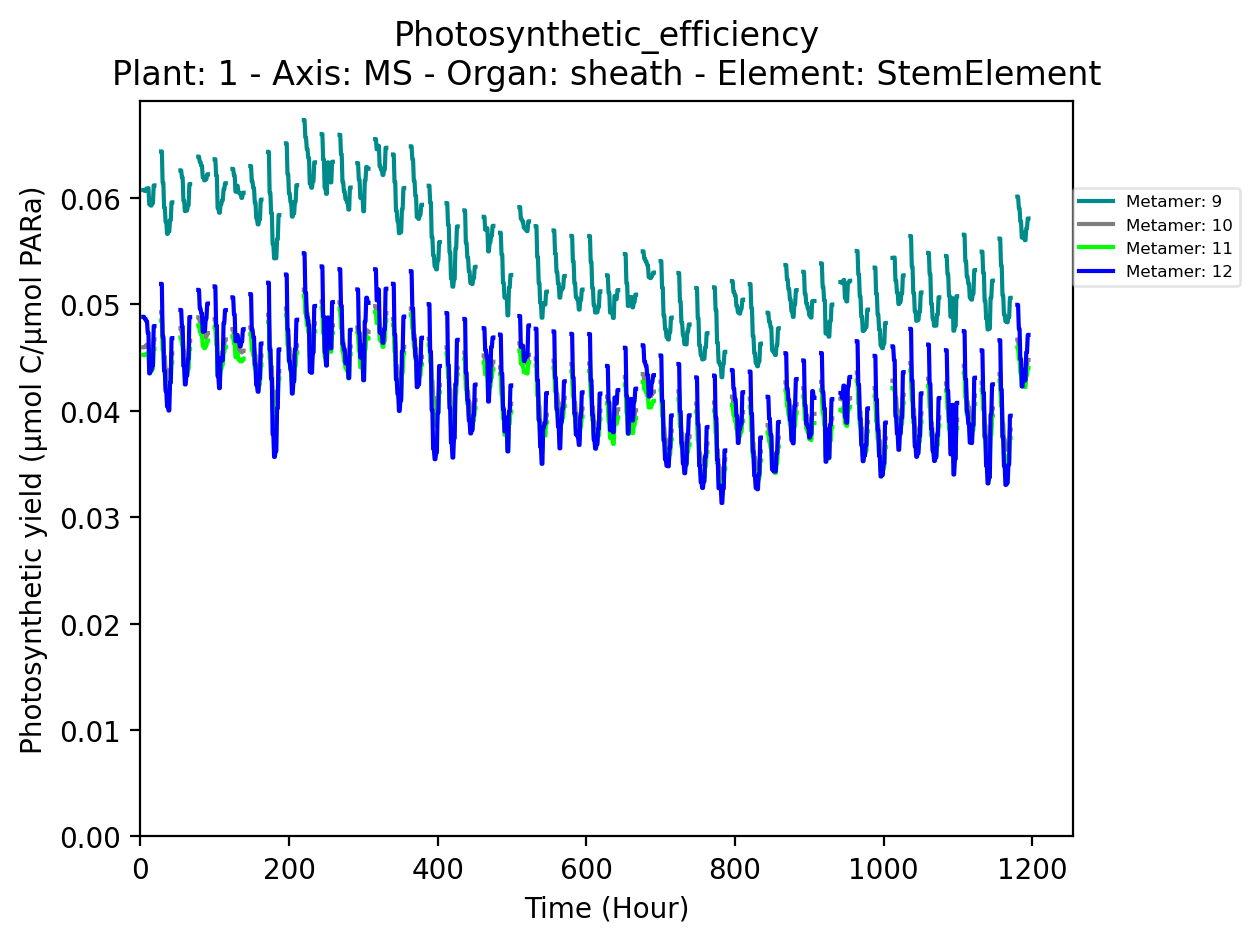 Photosynthetic_efficiency
Plant: 1 - Axis: MS - Organ: sheath - Element: StemElement
Photosynthetic yield (µmol C/µmol PARa)
0.06
0.05
0.04
0.03
0.02
0.01
0.00
0
200
400
600
800
1000
1200
Time (Hour)
Metamer: 9
Metamer: 10
Metamer: 11
Metamer: 12